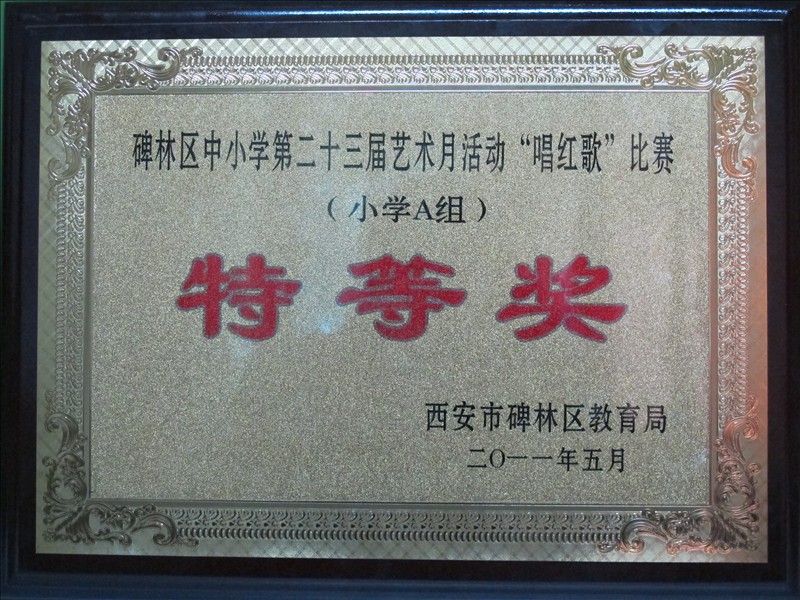 碑林区中小学第二十三届艺术月活动“唱红歌”比赛
（小学A组）
特等奖
西安市碑林区教育局
二〇一一年五月